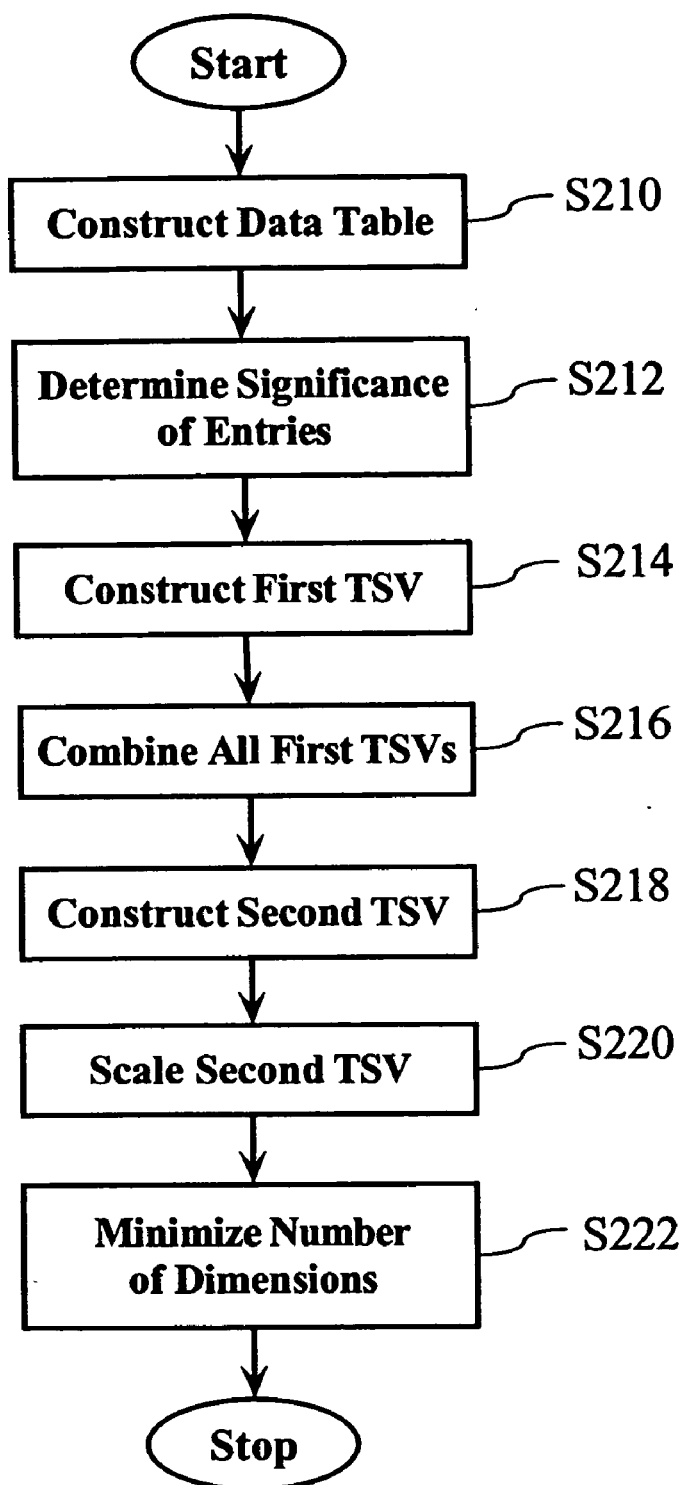 Start
Construct Data Table
S210
Determine Significance
of Entries
S212
Construct First TSV
S214
Combine All First TSVs
S216
Construct Second TSV
S218
Scale Second TSV
S220
Minimize Number
of Dimensions
S222
Stop